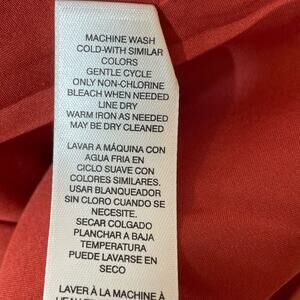 MACHINE WASH
COLD-WITH SIMILAR
COLORS
GENTLE CYCLE
ONLY NON-CHLORINE
BLEACH WHEN NEEDED
LINE DRY
WARM IRON AS NEEDED
MAY BE DRY CLEANED
LAVAR A MÁQUINA CON
AGUA FRIA EN
CICLO SUAVE CON
COLORES SIMILARES.
USAR BLANQUEADOR
SIN CLORO CUANDO SE
NECESITE.
SECAR COLGADO
PLANCHAR A BAJA
TEMPERATURA
PUEDE LAVARSE EN
SECO
LAVER À LA MACHINE À